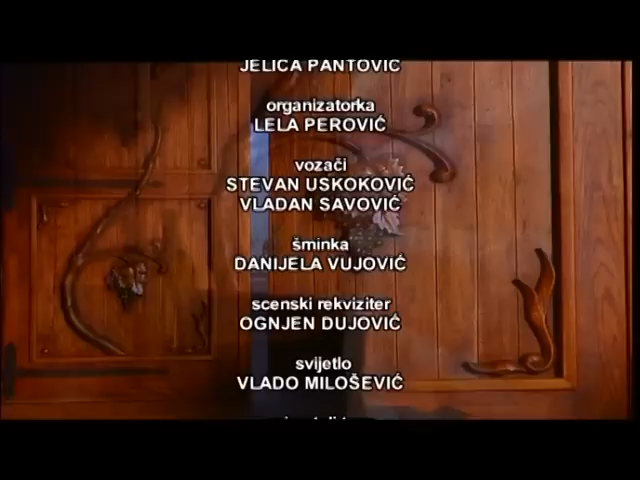 JELICA PANTOVIĆ
organizatorka
LELA PEROVIĆ
vozači
STEVAN USKOKOVIĆ
VLADAN SAVOVIĆ
šminka
DANIJELA VUJOVIĆ
scenski rekviziter
OGNJEN DUJOVIĆ
svijetlo
VLADO MILOŠEVIĆ